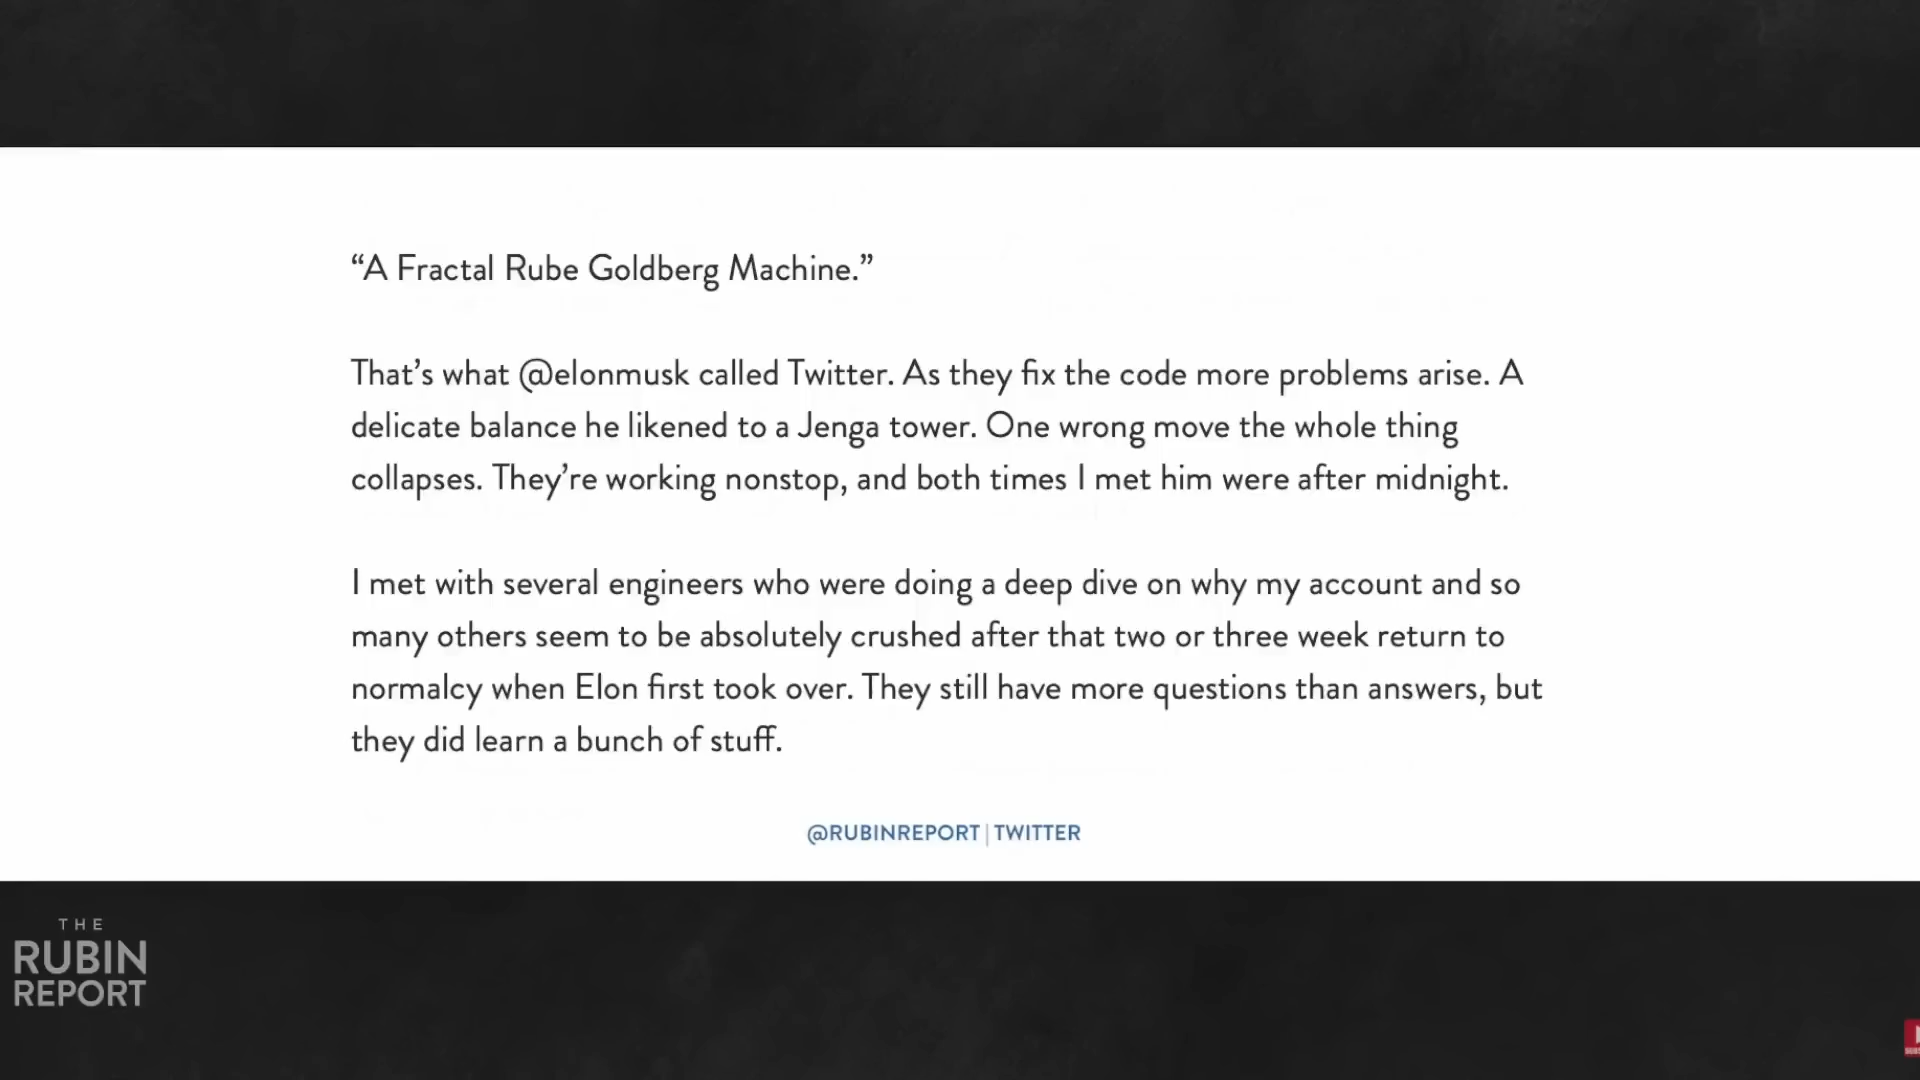 “A Fractal Rube Goldberg Machine.”
That’s what @elonmusk called Twitter. As they fix the code more problems arise. A
delicate balance he likened to a Jenga tower. One wrong move the whole thing
collapses. They’re working nonstop, and both times I met him were after midnight.
I met with several engineers who were doing a deep dive on why my account and so
many others seem to be absolutely crushed after that two or three week return to
normalcy when Elon first took over. They still have more questions than answers, but
they did learn a bunch of stuff.
@RUBINREPORT | TWITTER
THE
RUBIN
REPORT